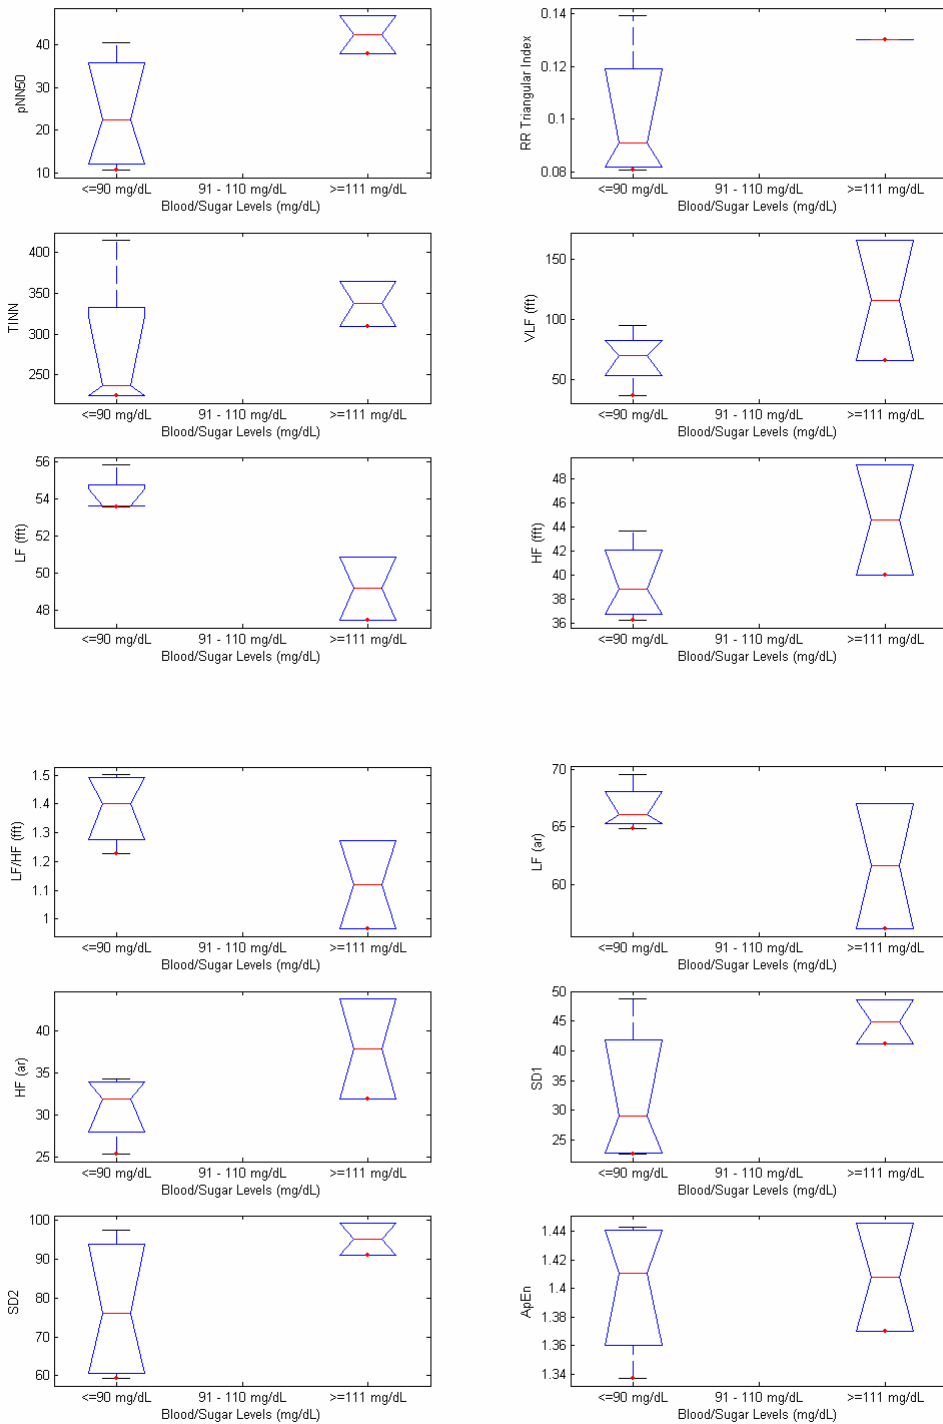 pNN50
40
30
20
10
<=90 mg/dL 91 - 110 mg/dL >=111 mg/dL
Blood/Sugar Levels (mg/dL)
RR Triangular Index
0.14
0.12
0.1
0.08
<=90 mg/dL 91 - 110 mg/dL >=111 mg/dL
Blood/Sugar Levels (mg/dL)
TINN
400
350
300
250
<=90 mg/dL 91 - 110 mg/dL >=111 mg/dL
Blood/Sugar Levels (mg/dL)
VLF (fft)
150
100
50
<=90 mg/dL 91 - 110 mg/dL >=111 mg/dL
Blood/Sugar Levels (mg/dL)
LF (fft)
56
54
52
50
48
<=90 mg/dL 91 - 110 mg/dL >=111 mg/dL
Blood/Sugar Levels (mg/dL)
HF (fft)
48
46
44
42
40
38
36
<=90 mg/dL 91 - 110 mg/dL >=111 mg/dL
Blood/Sugar Levels (mg/dL)
LF/HF (fft)
1.5
1.4
1.3
1.2
1.1
1
<=90 mg/dL 91 - 110 mg/dL >=111 mg/dL
Blood/Sugar Levels (mg/dL)
LF (ar)
70
65
60
<=90 mg/dL 91 - 110 mg/dL >=111 mg/dL
Blood/Sugar Levels (mg/dL)
HF (ar)
40
35
30
25
<=90 mg/dL 91 - 110 mg/dL >=111 mg/dL
Blood/Sugar Levels (mg/dL)
SD1
50
45
40
35
30
25
<=90 mg/dL 91 - 110 mg/dL >=111 mg/dL
Blood/Sugar Levels (mg/dL)
SD2
100
90
80
70
60
<=90 mg/dL 91 - 110 mg/dL >=111 mg/dL
Blood/Sugar Levels (mg/dL)
ApEn
1.44
1.42
1.4
1.38
1.36
1.34
<=90 mg/dL 91 - 110 mg/dL >=111 mg/dL
Blood/Sugar Levels (mg/dL)